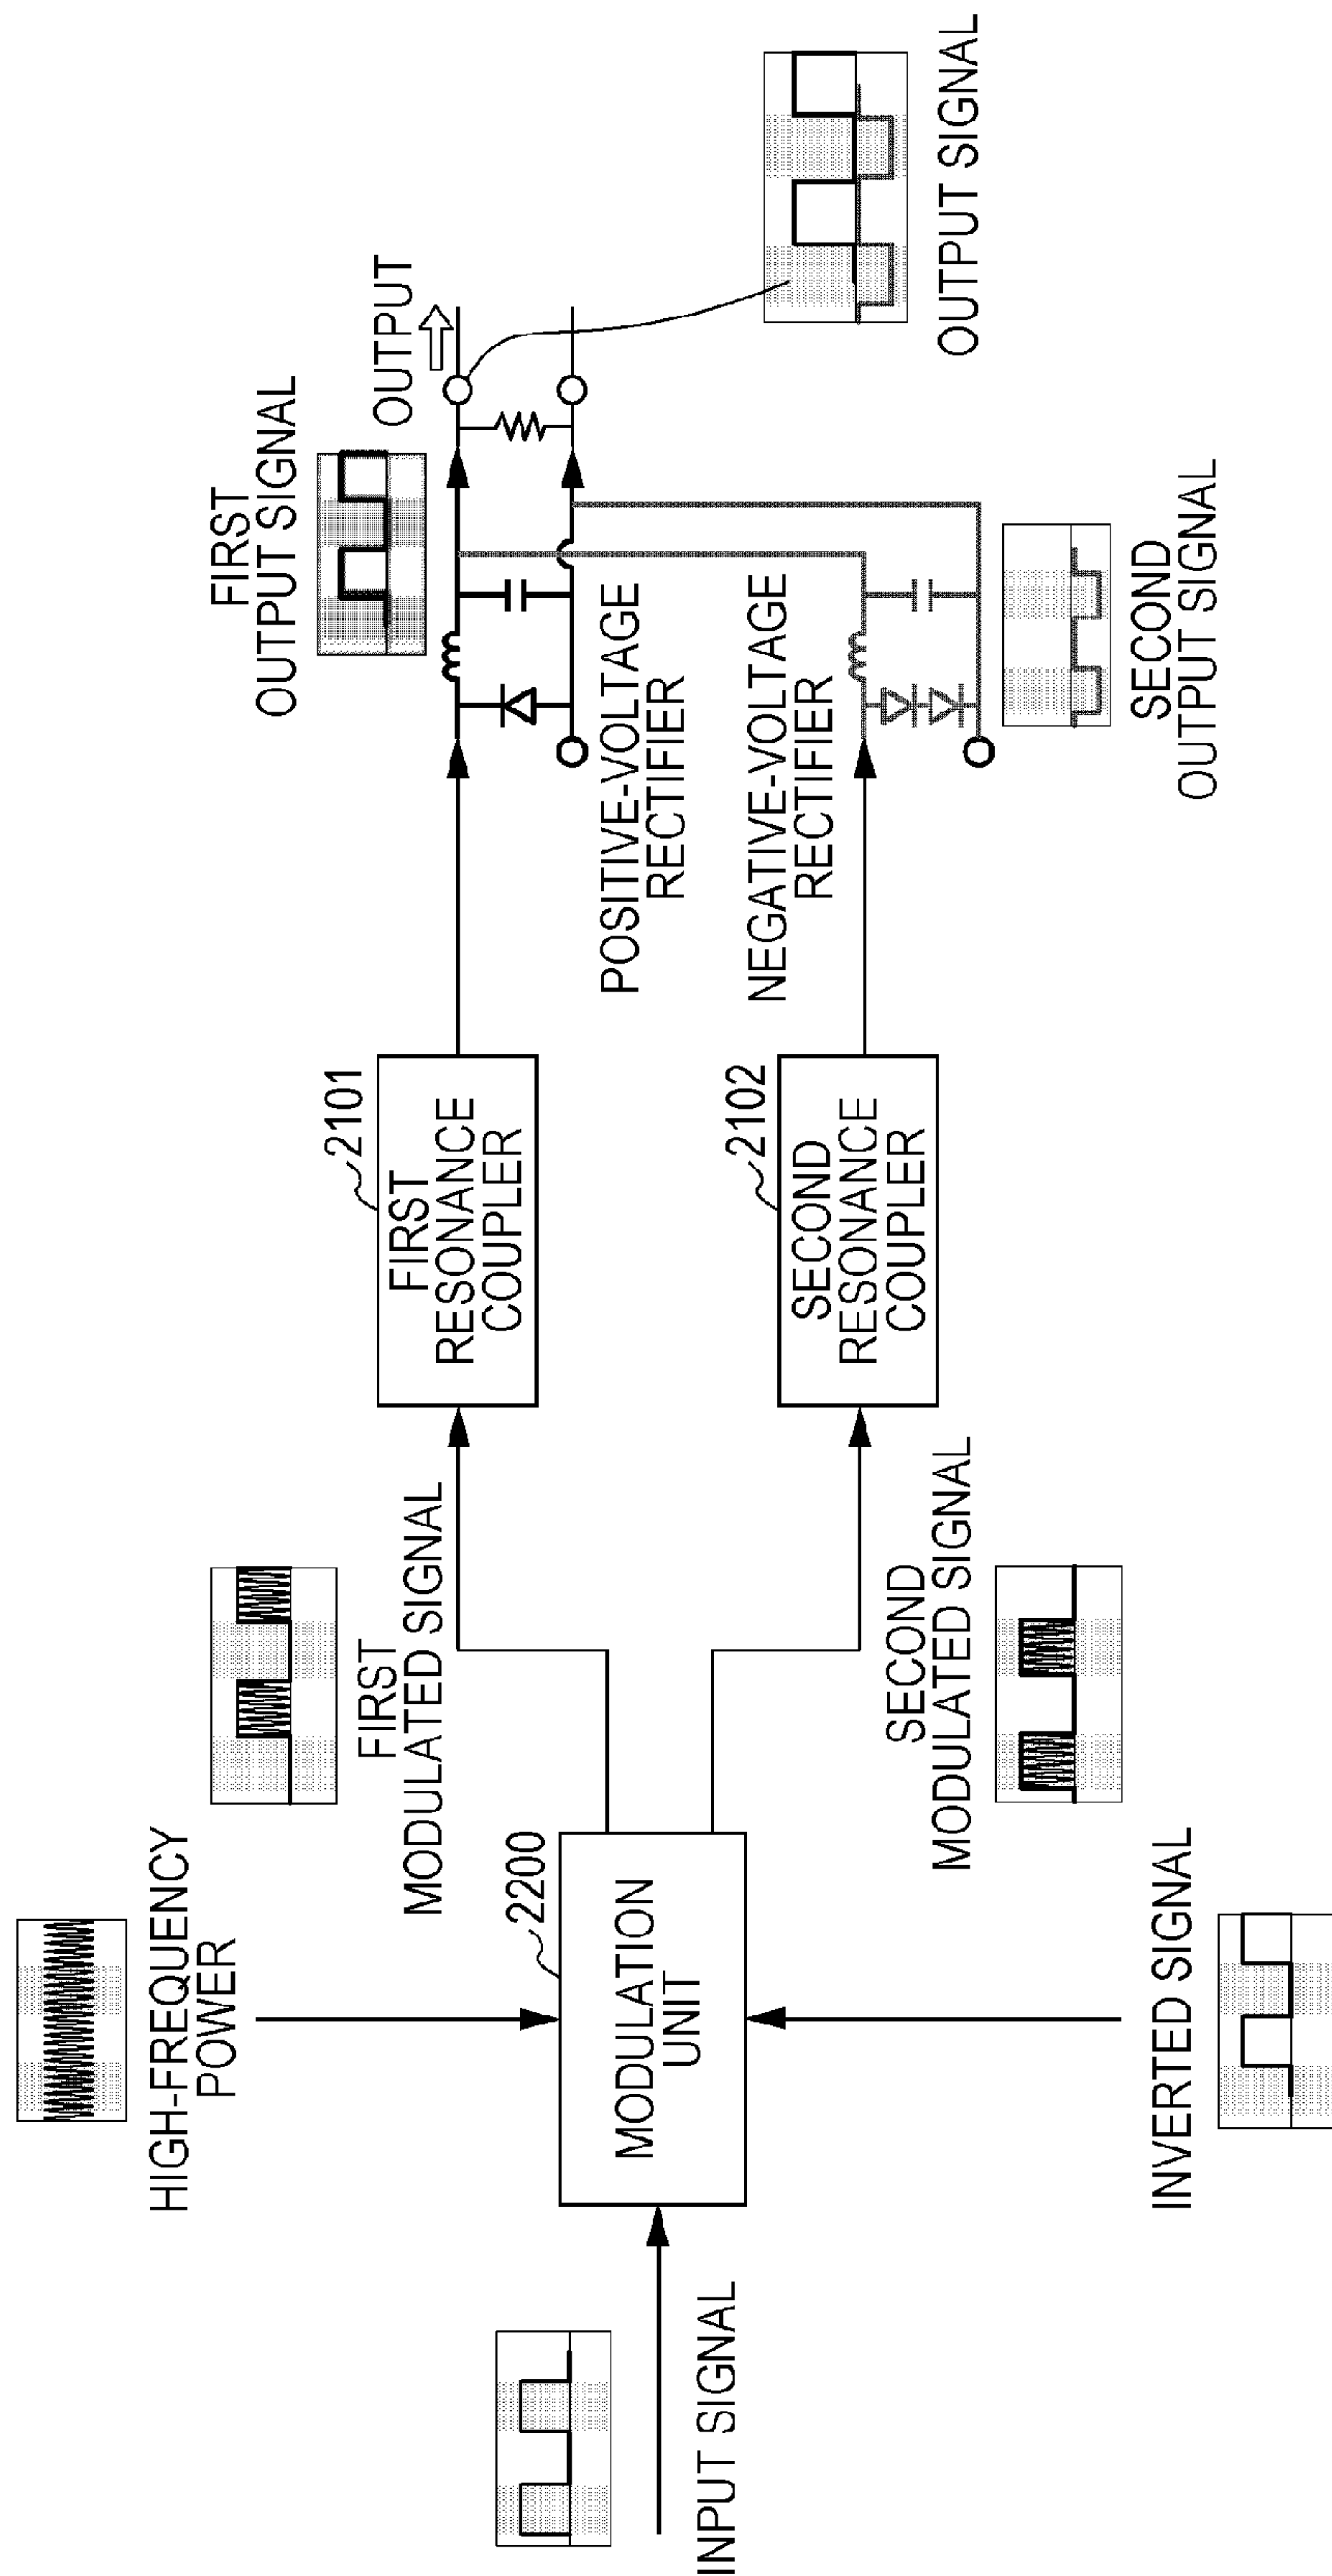 HIGH-FREQUENCY
POWER
INPUT SIGNAL
INVERTED SIGNAL
2200
MODULATION
UNIT
FIRST
MODULATED SIGNAL
SECOND
MODULATED SIGNAL
2101
FIRST
RESONANCE
COUPLER
2102
SECOND
RESONANCE
COUPLER
POSITIVE-VOLTAGE
RECTIFIER
NEGATIVE-VOLTAGE
RECTIFIER
FIRST
OUTPUT SIGNAL
SECOND
OUTPUT SIGNAL
OUTPUT
OUTPUT SIGNAL